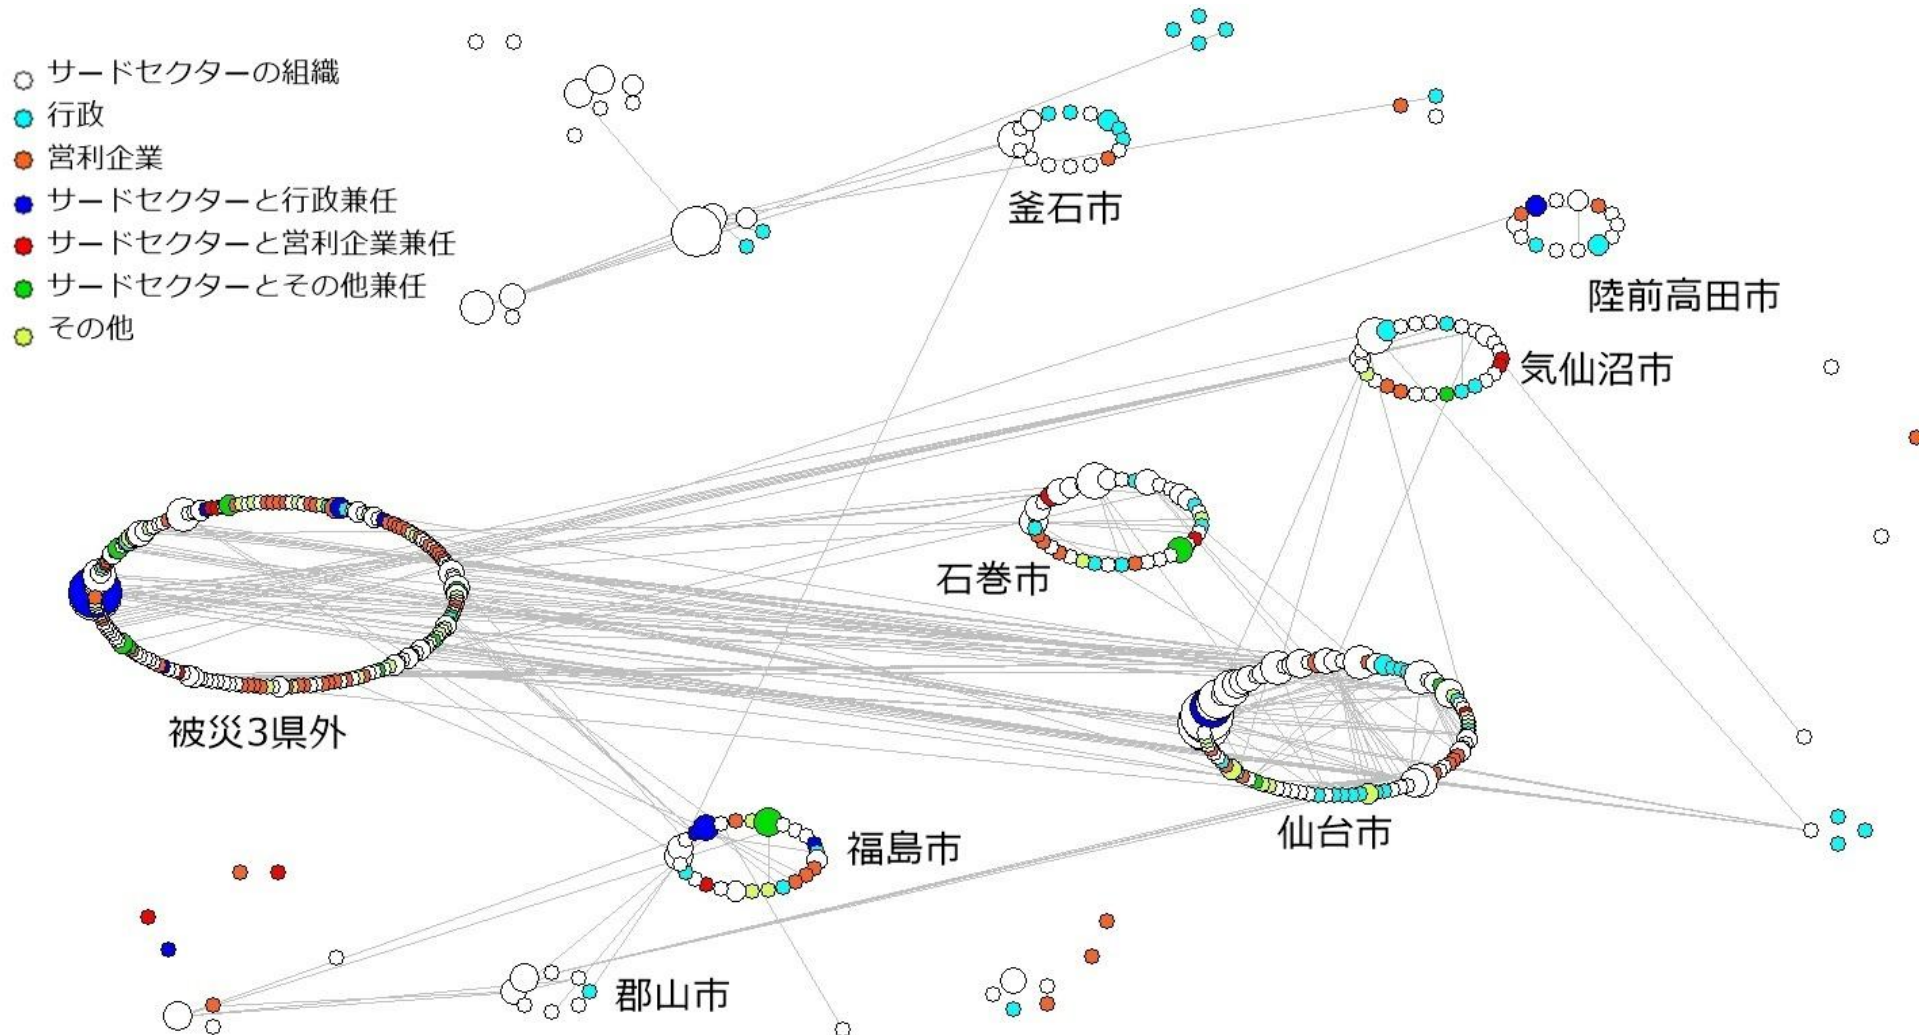 サードセクターの組織
行政
営利企業
サードセクターと行政兼任
サードセクターと営利企業兼任
サードセクターとその他兼任
その他
釜石市
陸前高田市
気仙沼市
石巻市
被災3県外
仙台市
福島市
郡山市